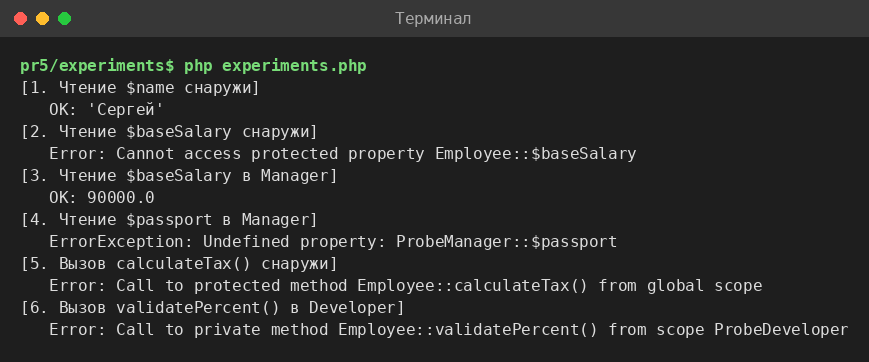 Терминал
pr5/experiments$ php experiments.php
[1. Чтение $name снаружи]
   OK: 'Сергей'
[2. Чтение $baseSalary снаружи]
   Error: Cannot access protected property Employee::$baseSalary
[3. Чтение $baseSalary в Manager]
   OK: 90000.0
[4. Чтение $passport в Manager]
   ErrorException: Undefined property: ProbeManager::$passport
[5. Вызов calculateTax() снаружи]
   Error: Call to protected method Employee::calculateTax() from global scope
[6. Вызов validatePercent() в Developer]
   Error: Call to private method Employee::validatePercent() from scope ProbeDeveloper